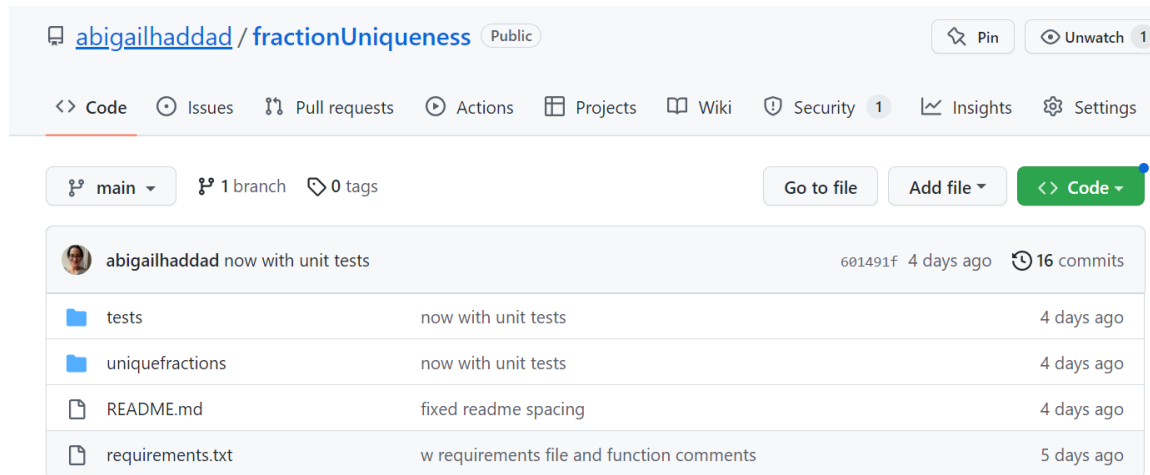 abigailhaddad / fractionUniqueness Public Pin Unwatch 1
<> Code Issues Pull requests Actions Projects Wiki Security 1 Insights Settings
main 1 branch 0 tags Go to file Add file <> Code
abigailhaddad now with unit tests 601491f 4 days ago 16 commits
tests now with unit tests 4 days ago
uniquefractions now with unit tests 4 days ago
README.md fixed readme spacing 4 days ago
requirements.txt w requirements file and function comments 5 days ago